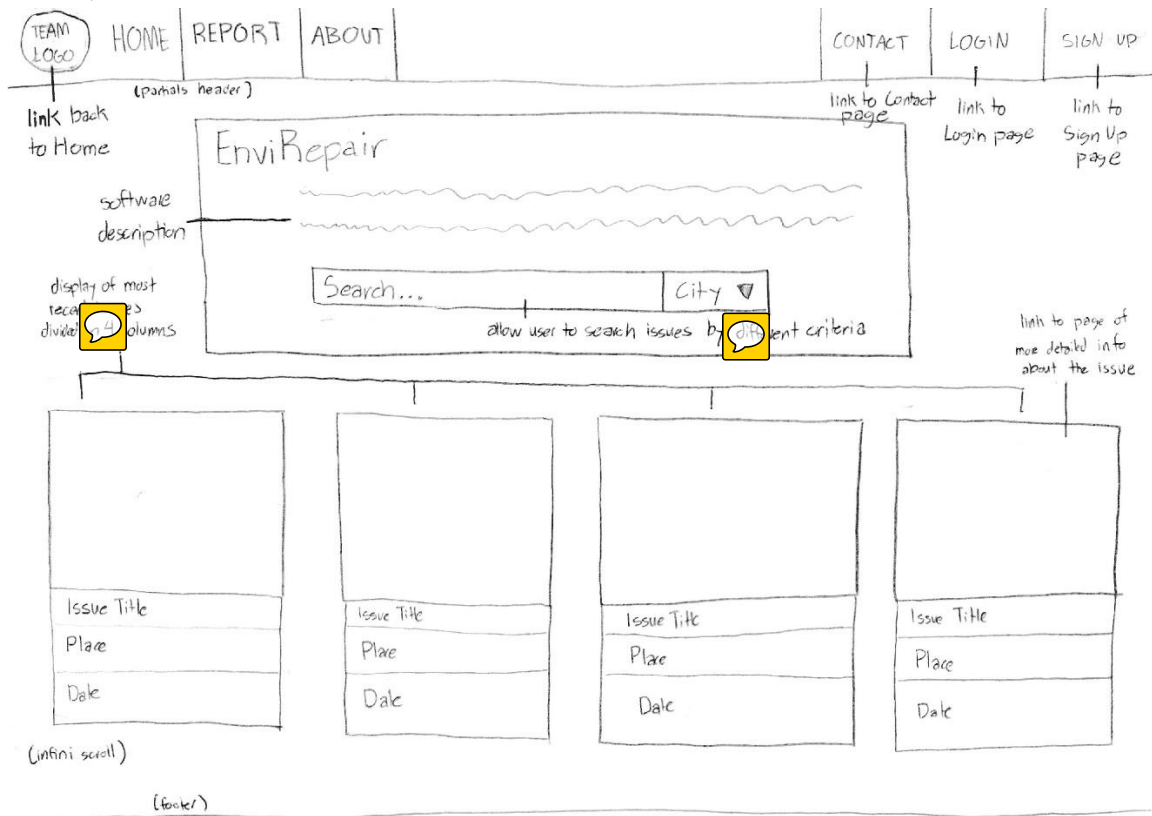 TEAM
LOGO
HOME
REPORT
ABOUT
CONTACT
LOGIN
SIGN UP
(partials header)
link back
to Home
link to Contact
page
link to
Login page
link to
Sign Up
page
EnviRepair
software
description
Search...
City
allow user to search issues by different criteria
display of most
divided 4 columns
link to page of
more detailed info
about the issue
Issue Title
Place
Date
Issue Title
Place
Date
Issue Title
Place
Date
Issue Title
Place
Date
(infini scroll)
(footer)